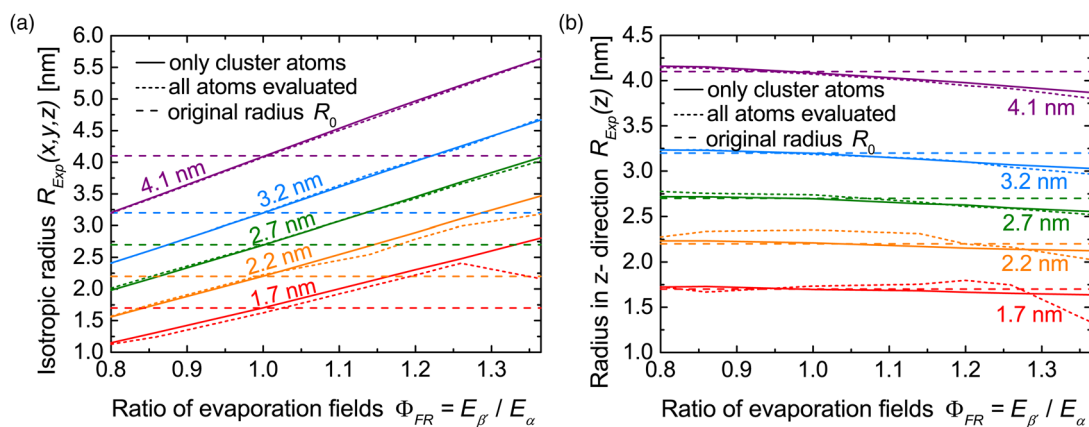 (a)
Isotropic radius R_Exp(x,y,z) [nm]
6.0
5.5
5.0
4.5
4.0
3.5
3.0
2.5
2.0
1.5
1.0
only cluster atoms
all atoms evaluated
original radius R_0
4.1 nm
3.2 nm
2.7 nm
2.2 nm
1.7 nm
0.8 0.9 1.0 1.1 1.2 1.3
Ratio of evaporation fields Φ_FR = E_β' / E_α
(b)
Radius in z- direction R_Exp(z) [nm]
4.5
4.0
3.5
3.0
2.5
2.0
1.5
1.0
only cluster atoms
all atoms evaluated
original radius R_0
4.1 nm
3.2 nm
2.7 nm
2.2 nm
1.7 nm
0.8 0.9 1.0 1.1 1.2 1.3
Ratio of evaporation fields Φ_FR = E_β' / E_α